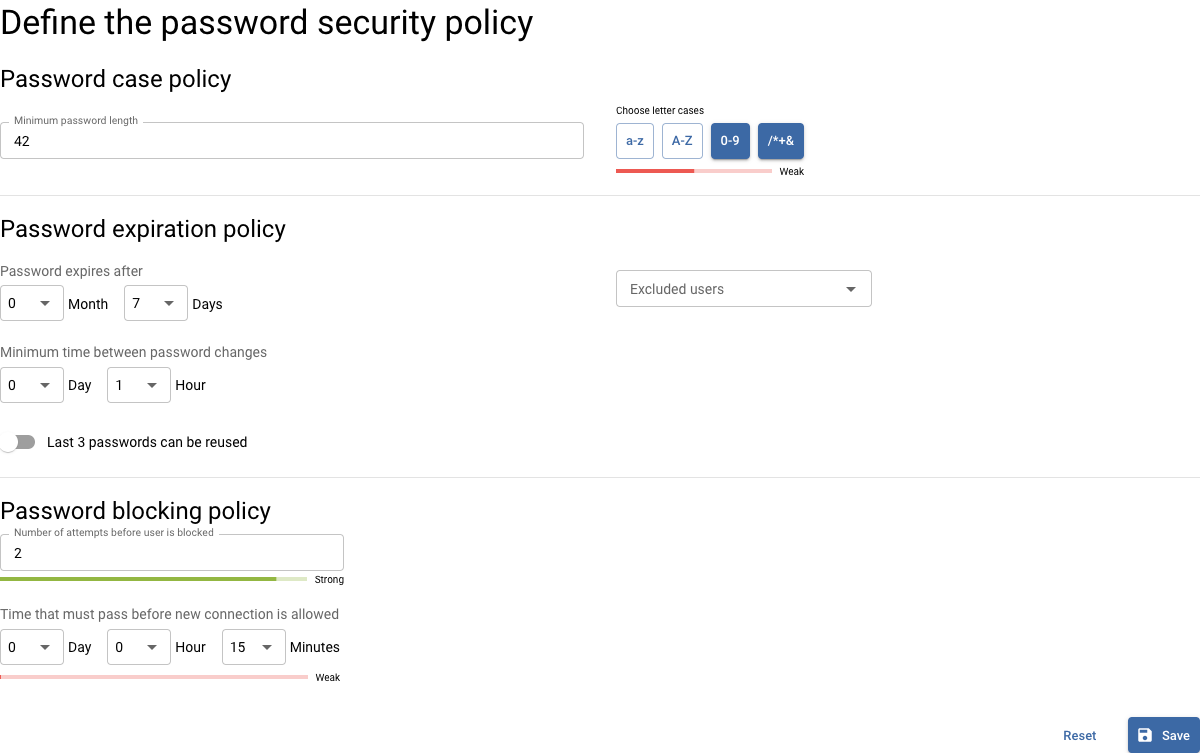 Define the password security policy
Password case policy
Minimum password length
42
Choose letter cases
a-z A-Z 0-9 /*+&
Weak
Password expiration policy
Password expires after
0 Month 7 Days
Excluded users
Minimum time between password changes
0 Day 1 Hour
Last 3 passwords can be reused
Password blocking policy
Number of attempts before user is blocked
2
Strong
Time that must pass before new connection is allowed
0 Day 0 Hour 15 Minutes
Weak
Reset Save